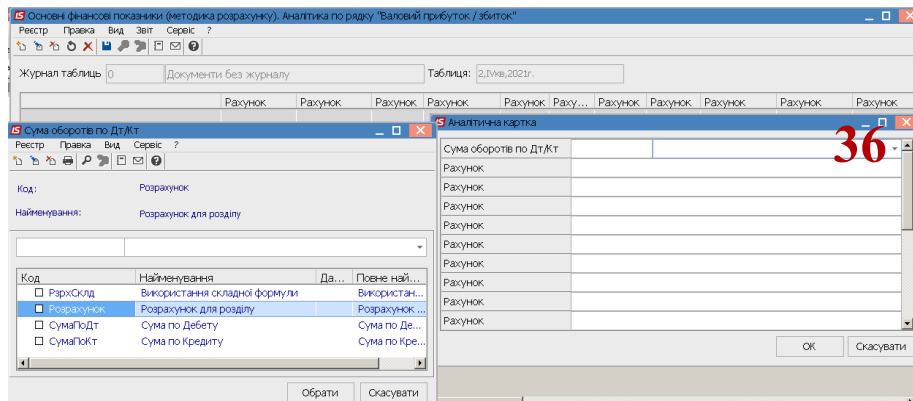 Основні фінансові показники (методика розрахунку). Аналітика по рядку "Валовий прибуток / збиток"
Реєстр Правка Вид Звіт Сервіс ?
Журнал таблиць 0 Документи без журналу Таблиця: 2,IVкв,2021г.
Рахунок Рахунок Рахунок Рахунок Рахунок Раху... Рахунок Рахунок Рахунок Рахунок Рахунок
Сума оборотів по Дт/Кт
Реєстр Правка Вид Сервіс ?
Код: Розрахунок
Найменування: Розрахунок для розділу
Код Найменування Да... Повне най...
РзрхСклд Використання складної формули Використан...
Розрахунок Розрахунок для розділу Розрахунок ...
СумаПоДт Сума по Дебету Сума по Де...
СумаПоКт Сума по Кредиту Сума по Кре...
Обрати Скасувати
Аналітична картка
36
Сума оборотів по Дт/Кт
Рахунок
Рахунок
Рахунок
Рахунок
Рахунок
Рахунок
Рахунок
Рахунок
Рахунок
ОК Скасувати